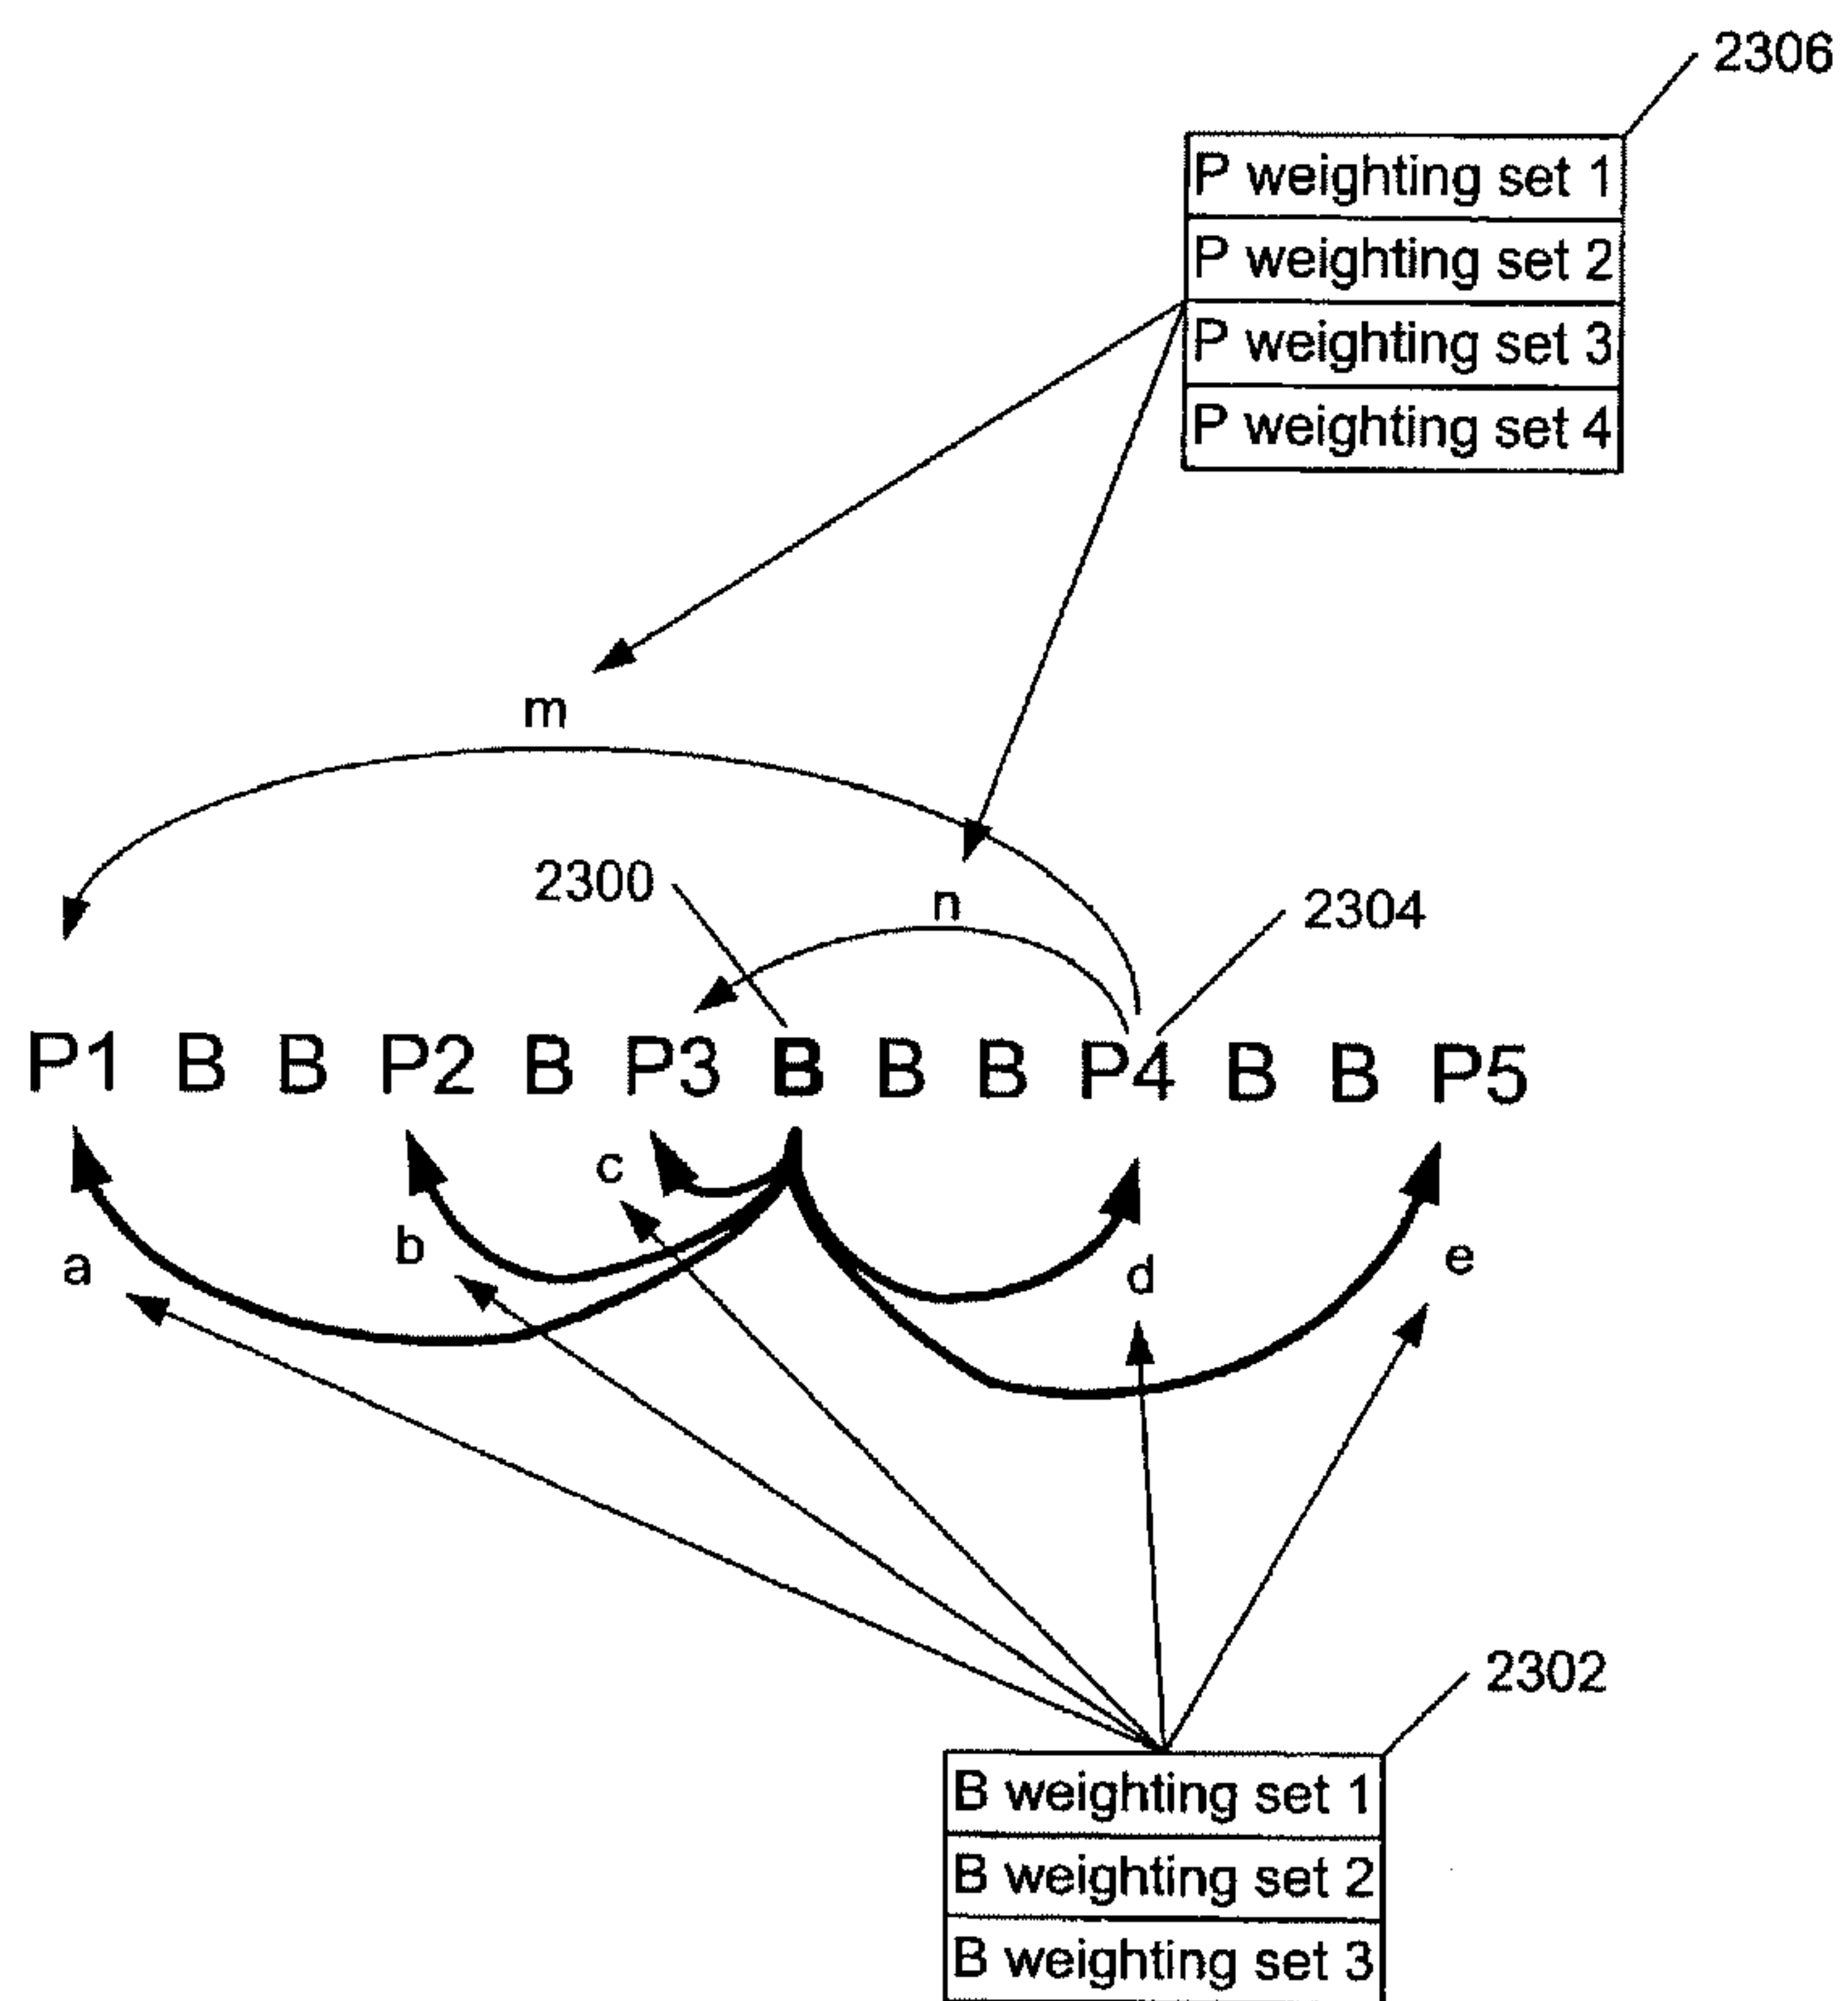 2306
P weighting set 1
P weighting set 2
P weighting set 3
P weighting set 4
m
2300
n
2304
P1 B B P2 B P3 B B B P4 B B P5
c
b
a
d
e
2302
B weighting set 1
B weighting set 2
B weighting set 3